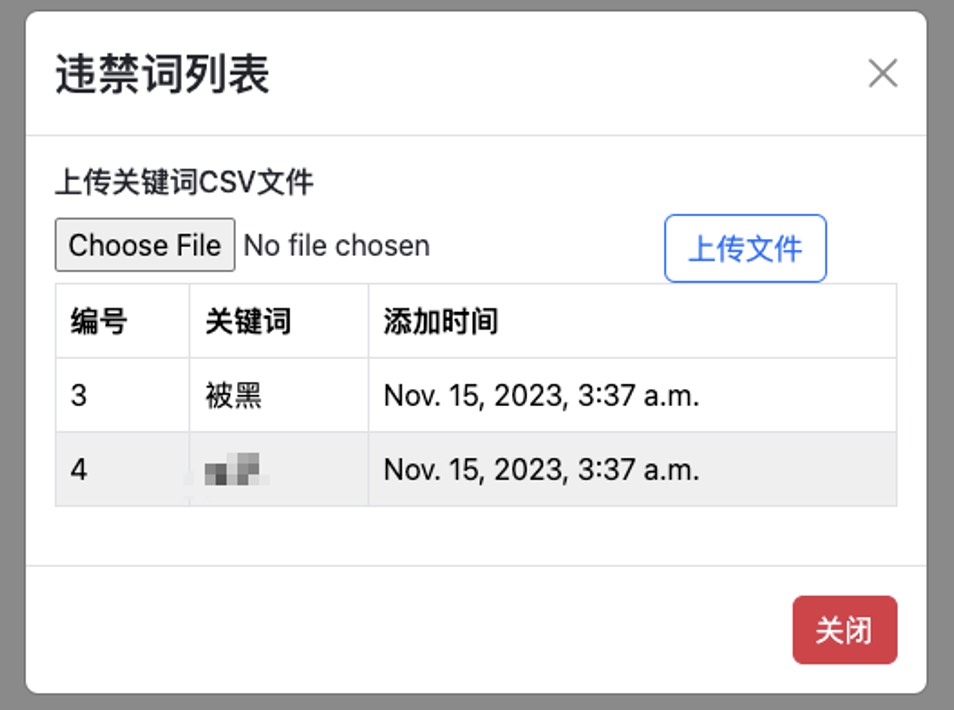 违禁词列表
上传关键词CSV文件
Choose File No file chosen 上传文件
编号 关键词 添加时间
3 被黑 Nov. 15, 2023, 3:37 a.m.
4 Nov. 15, 2023, 3:37 a.m.
关闭